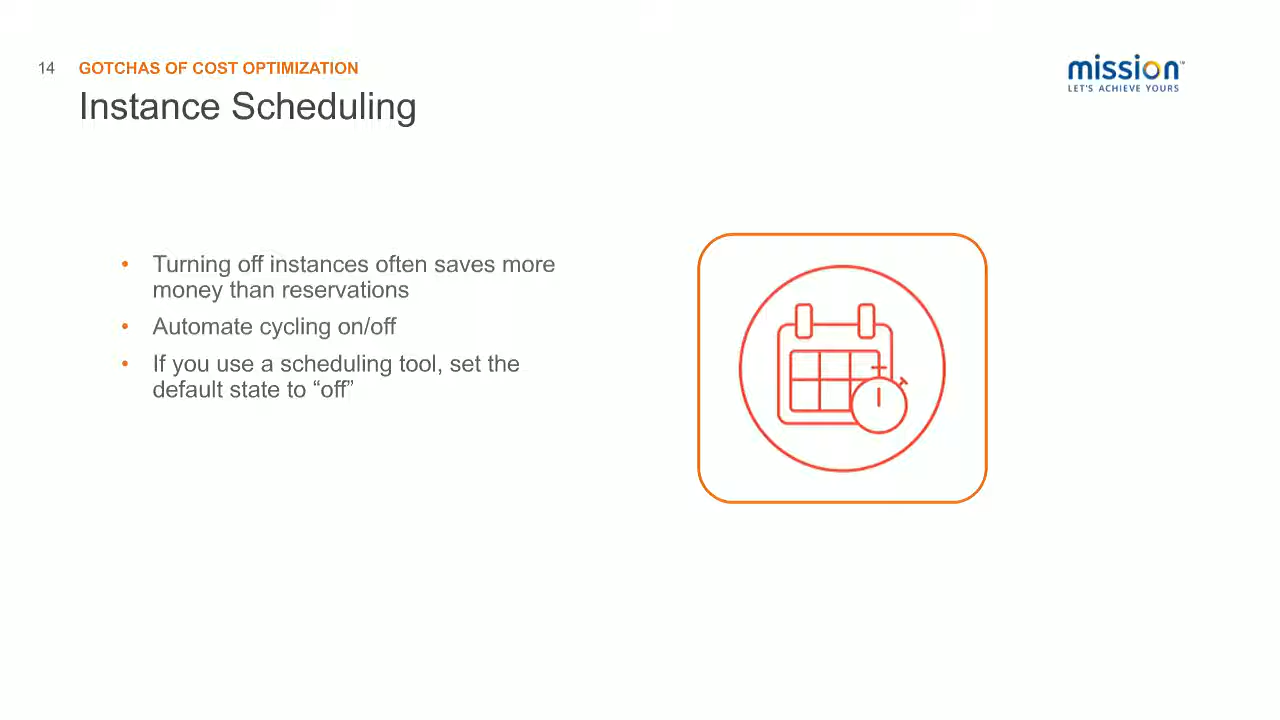 14
GOTCHAS OF COST OPTIMIZATION
Instance Scheduling
mission™
LET'S ACHIEVE YOURS
• Turning off instances often saves more
money than reservations
• Automate cycling on/off
• If you use a scheduling tool, set the
default state to “off”